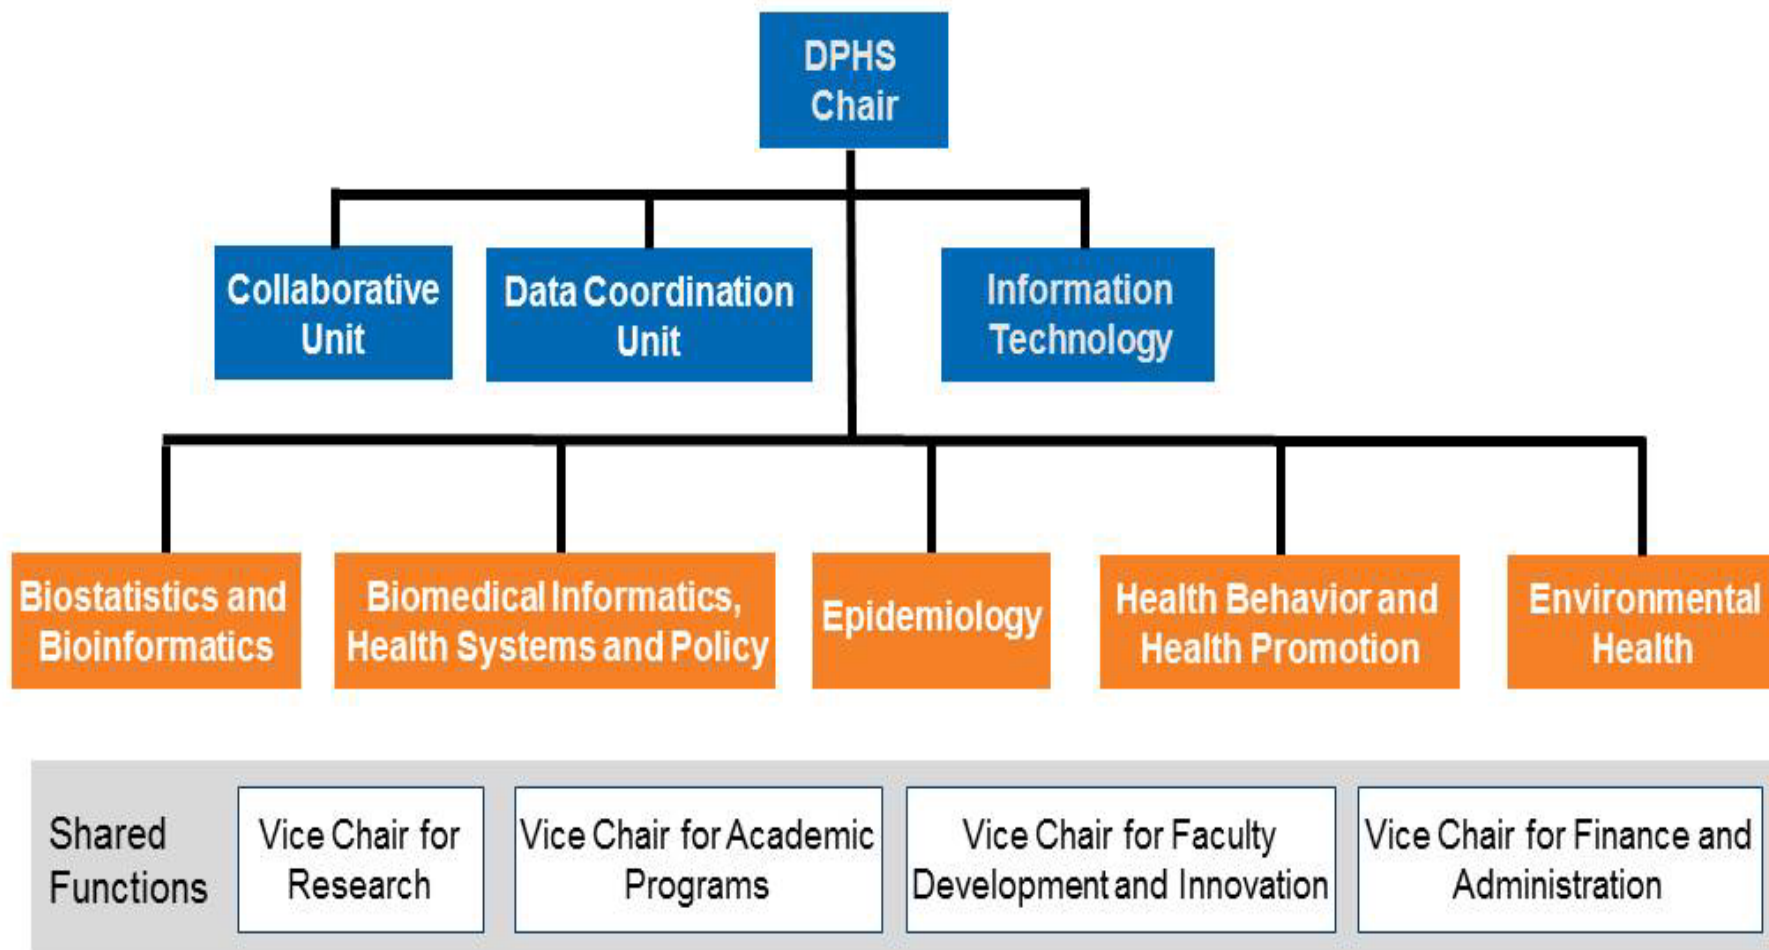 DPHS
Chair
Collaborative
Unit
Data Coordination
Unit
Information
Technology
Biostatistics and
Bioinformatics
Biomedical Informatics,
Health Systems and Policy
Epidemiology
Health Behavior and
Health Promotion
Environmental
Health
Shared
Functions
Vice Chair for
Research
Vice Chair for Academic
Programs
Vice Chair for Faculty
Development and Innovation
Vice Chair for Finance and
Administration